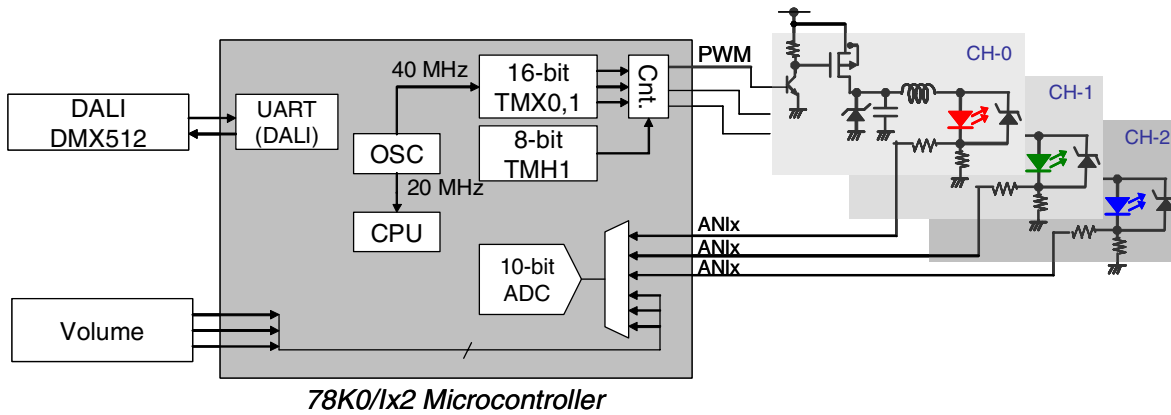 CH-0
CH-1
CH-2
40 MHz
16-bit
TMX0,1
Cnt.
PWM
DALI
DMX512
UART
(DALI)
OSC
8-bit
TMH1
20 MHz
CPU
10-bit
ADC
ANIx
ANIx
ANIx
Volume
78K0/Ix2 Microcontroller